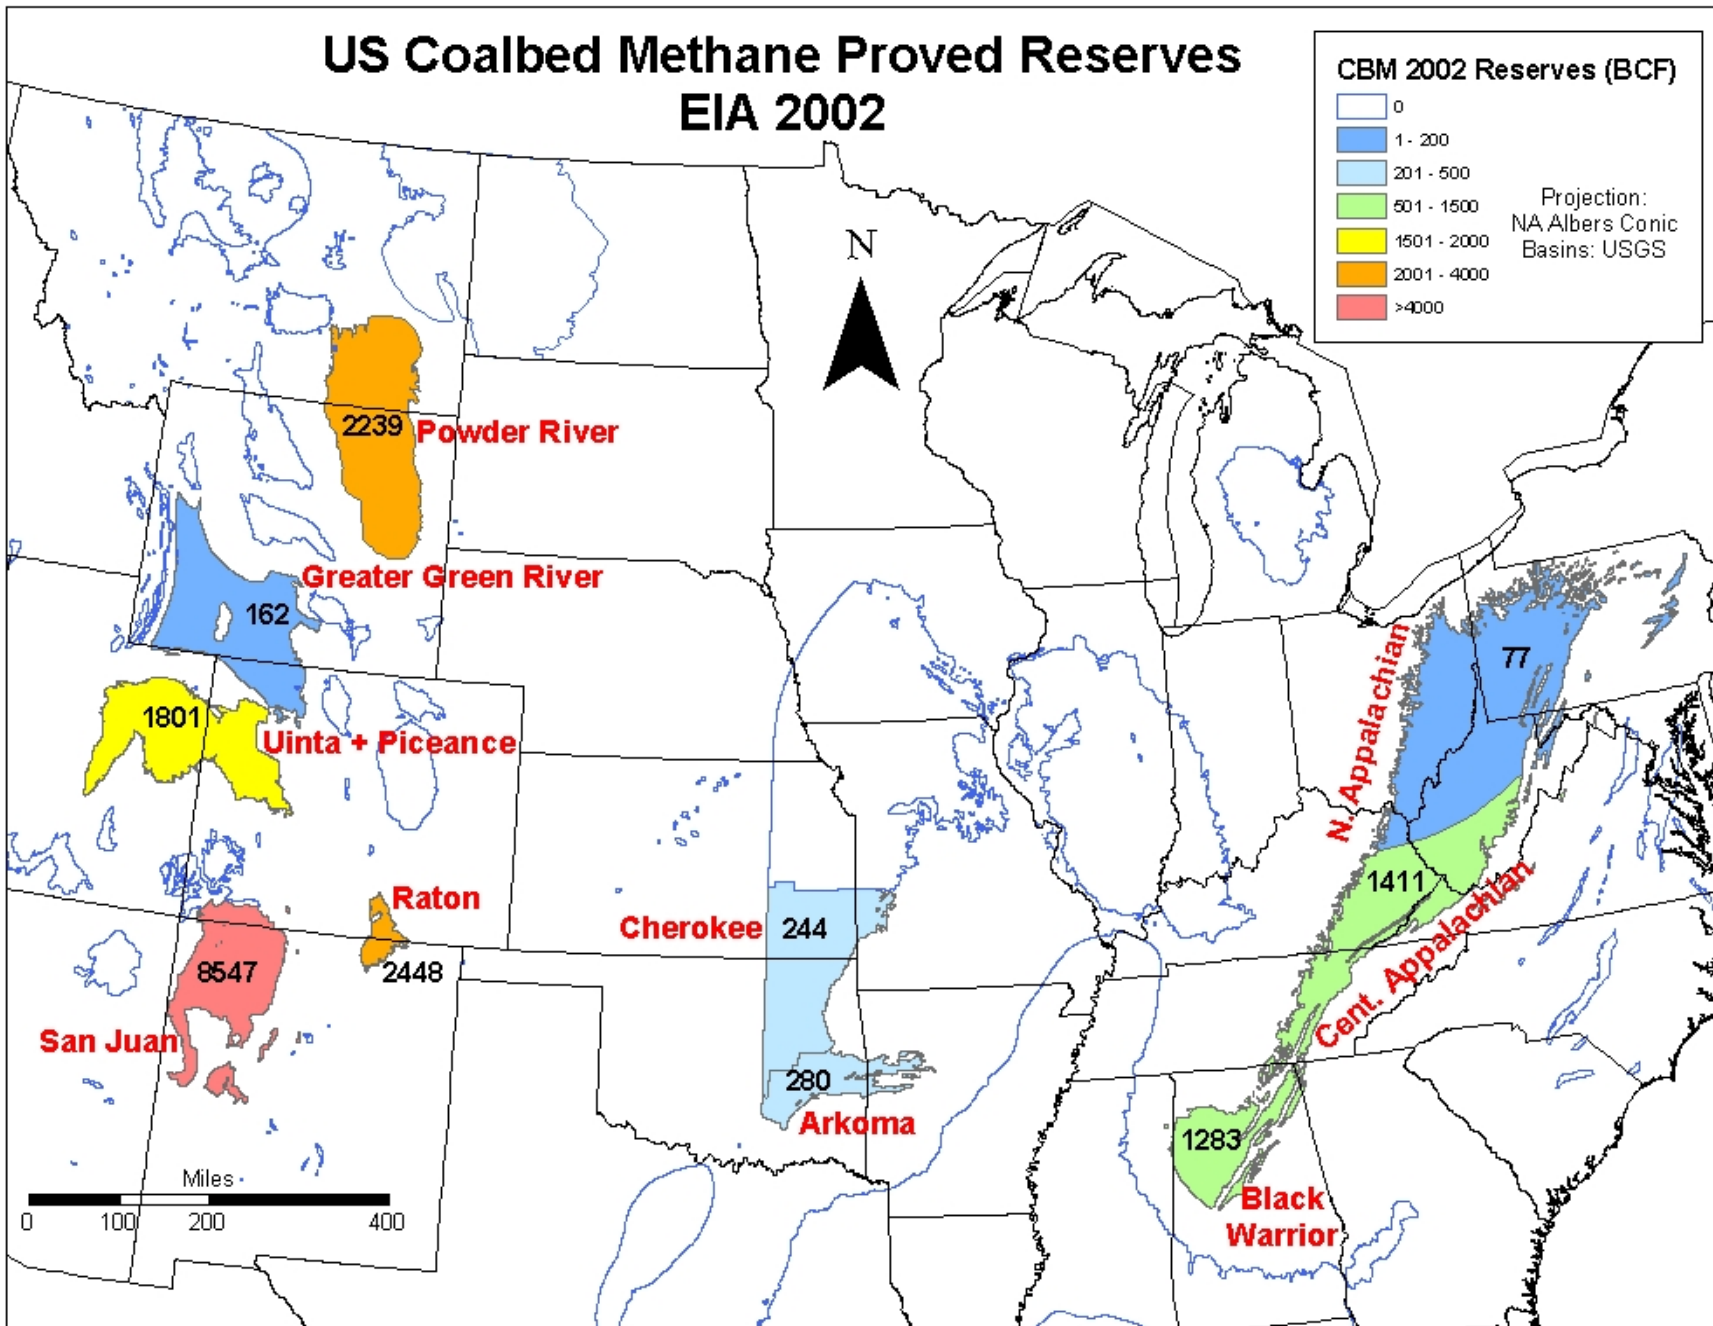 US Coalbed Methane Proved Reserves
EIA 2002
CBM 2002 Reserves (BCF)
0
1 - 200
201 - 500
501 - 1500
1501 - 2000
2001 - 4000
>4000
Projection:
NA Albers Conic
Basins: USGS
N
2239
Powder River
Greater Green River
162
77
N. Appalachian
1801
Uinta + Piceance
1411
Cent. Appalachian
Raton
2448
Cherokee
244
8547
San Juan
280
Arkoma
1283
Black
Warrior
Miles
0
100
200
400